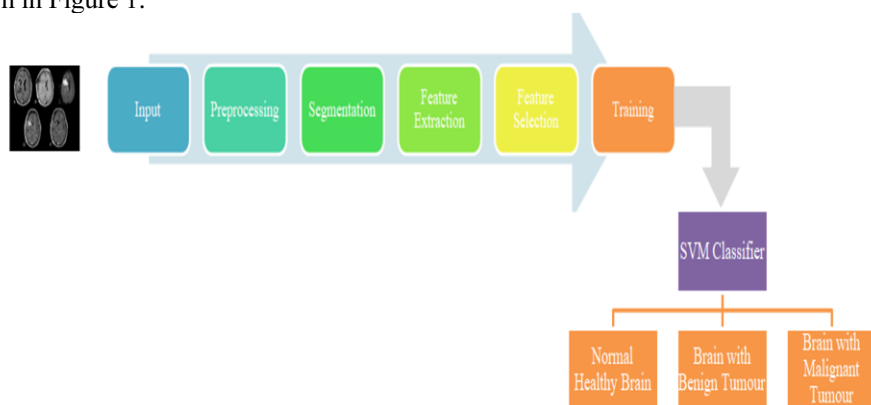 in Figure 1.
Input
Preprocessing
Segmentation
Feature
Extraction
Feature
Selection
Training
SVM Classifier
Normal
Healthy Brain
Brain with
Benign Tumour
Brain with
Malignant
Tumour